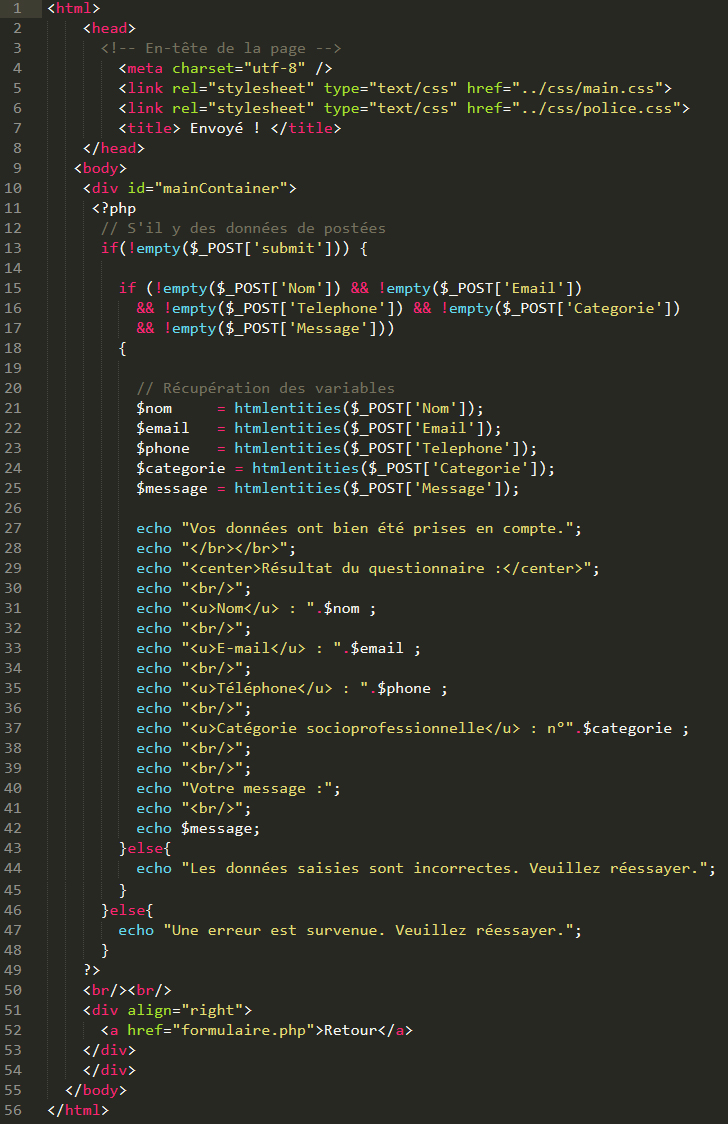 1 <html>
2 <head>
3 <!-- En-tête de la page -->
4 <meta charset="utf-8" />
5 <link rel="stylesheet" type="text/css" href="../css/main.css">
6 <link rel="stylesheet" type="text/css" href="../css/police.css">
7 <title> Envoyé ! </title>
8 </head>
9 <body>
10 <div id="mainContainer">
11 <?php
12 // S'il y des données de postées
13 if(!empty($_POST['submit'])) {
14
15 if (!empty($_POST['Nom']) && !empty($_POST['Email'])
16 && !empty($_POST['Telephone']) && !empty($_POST['Categorie'])
17 && !empty($_POST['Message']))
18 {
19
20 // Récupération des variables
21 $nom = htmlentities($_POST['Nom']);
22 $email = htmlentities($_POST['Email']);
23 $phone = htmlentities($_POST['Telephone']);
24 $categorie = htmlentities($_POST['Categorie']);
25 $message = htmlentities($_POST['Message']);
26
27 echo "Vos données ont bien été prises en compte.";
28 echo "</br></br>";
29 echo "<center>Résultat du questionnaire :</center>";
30 echo "<br/>";
31 echo "<u>Nom</u> : ".$nom ;
32 echo "<br/>";
33 echo "<u>E-mail</u> : ".$email ;
34 echo "<br/>";
35 echo "<u>Téléphone</u> : ".$phone ;
36 echo "<br/>";
37 echo "<u>Catégorie socioprofessionnelle</u> : n°".$categorie ;
38 echo "<br/>";
39 echo "<br/>";
40 echo "Votre message :";
41 echo "<br/>";
42 echo $message;
43 }else{
44 echo "Les données saisies sont incorrectes. Veuillez réessayer.";
45 }
46 }else{
47 echo "Une erreur est survenue. Veuillez réessayer.";
48 }
49 ?>
50 <br/><br/>
51 <div align="right">
52 <a href="formulaire.php">Retour</a>
53 </div>
54 </div>
55 </body>
56 </html>